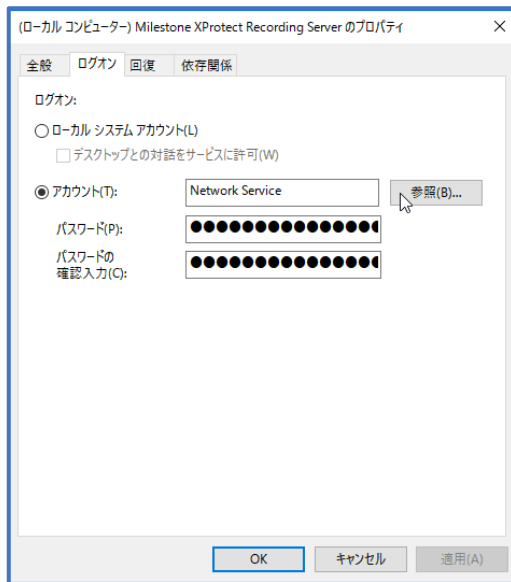 (ローカル コンピューター) Milestone XProtect Recording Server のプロパティ
全般 ログオン 回復 依存関係
ログオン:
ローカル システム アカウント(L)
デスクトップとの対話をサービスに許可(W)
アカウント(T): Network Service 参照(B)...
パスワード(P): ●●●●●●●●●●●●●●●
パスワードの
確認入力(C): ●●●●●●●●●●●●●●●
OK キャンセル 適用(A)